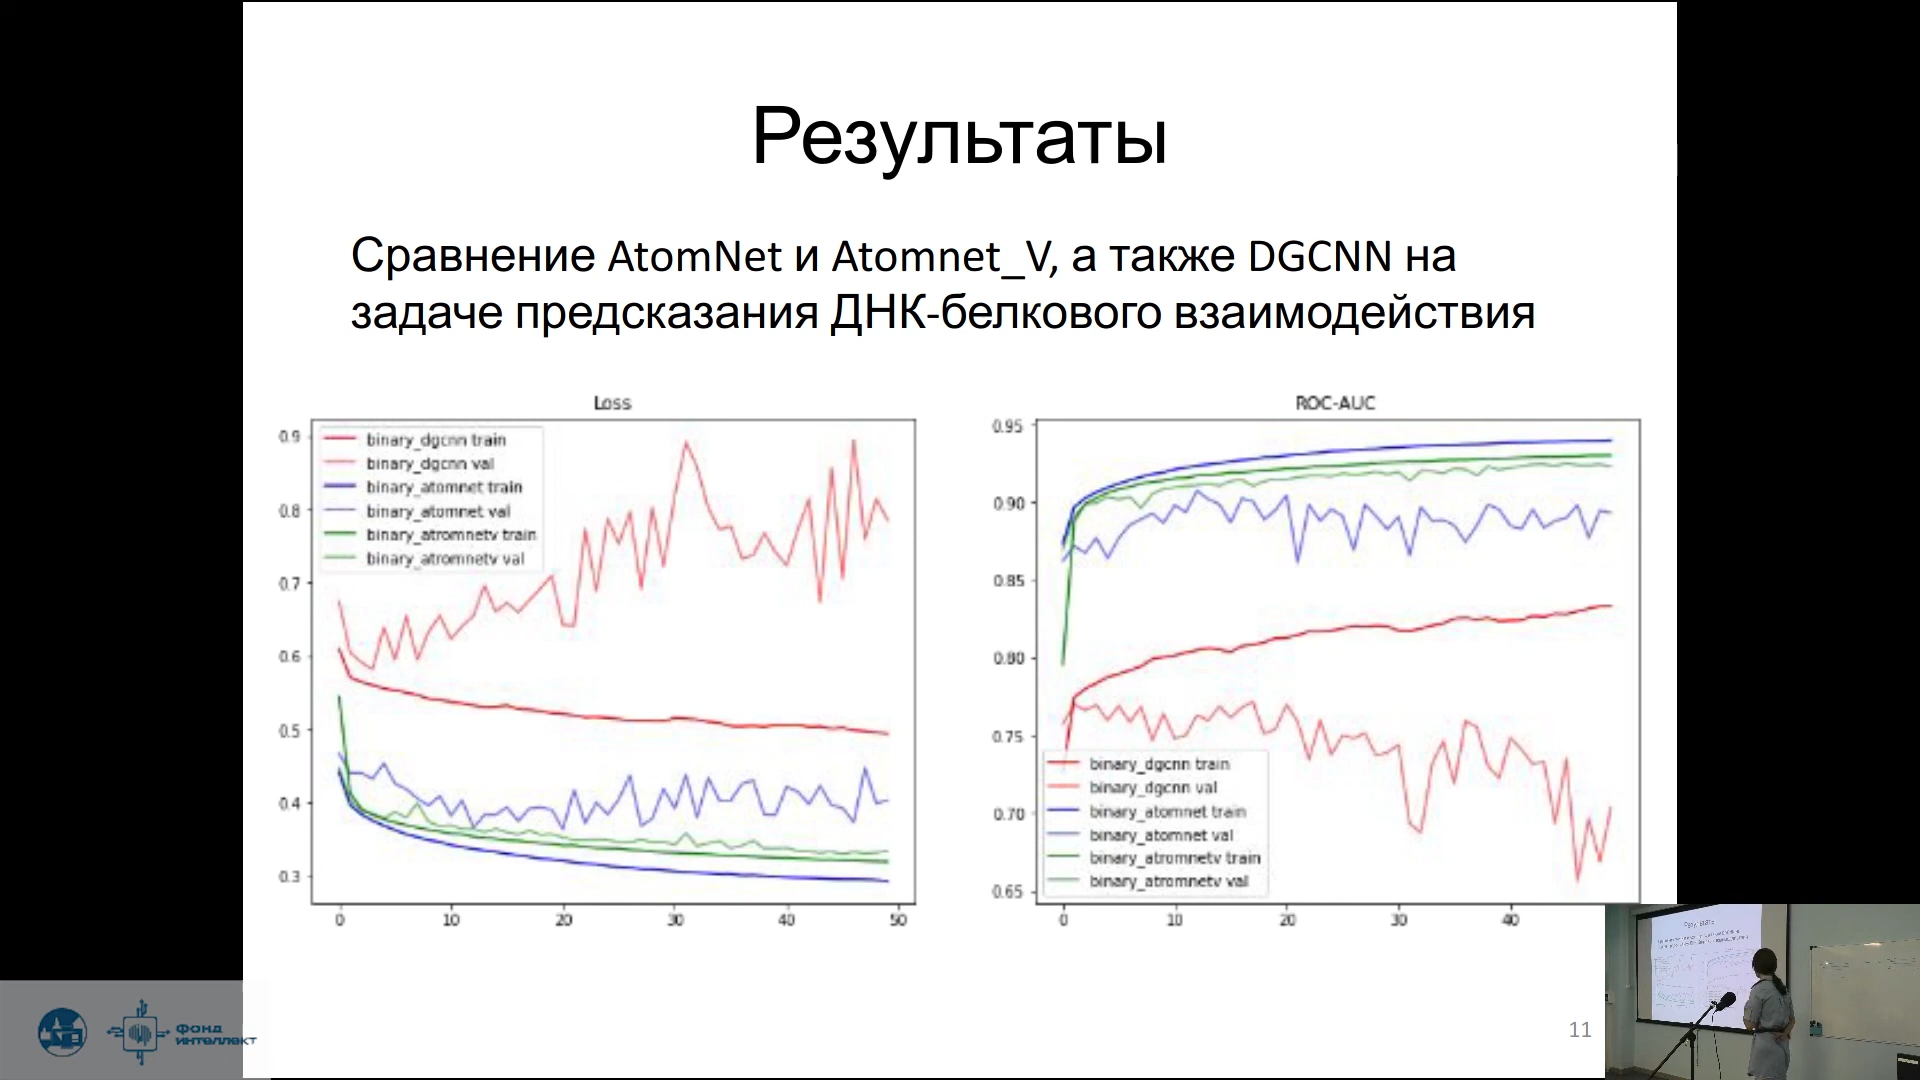 Результаты
Сравнение AtomNet и Atomnet_V, а также DGCNN на
задаче предсказания ДНК-белкового взаимодействия
Loss
0.9
0.8
0.7
0.6
0.5
0.4
0.3
binary_dgcnn train
binary_dgcnn val
binary_atomnet train
binary_atomnet val
binary_atromnetv train
binary_atromnetv val
0 10 20 30 40 50
ROC-AUC
0.95
0.90
0.85
0.80
0.75
0.70
0.65
binary_dgcnn train
binary_dgcnn val
binary_atomnet train
binary_atomnet val
binary_atromnetv train
binary_atromnetv val
0 10 20 30 40
фонд
интеллект
11
Результаты